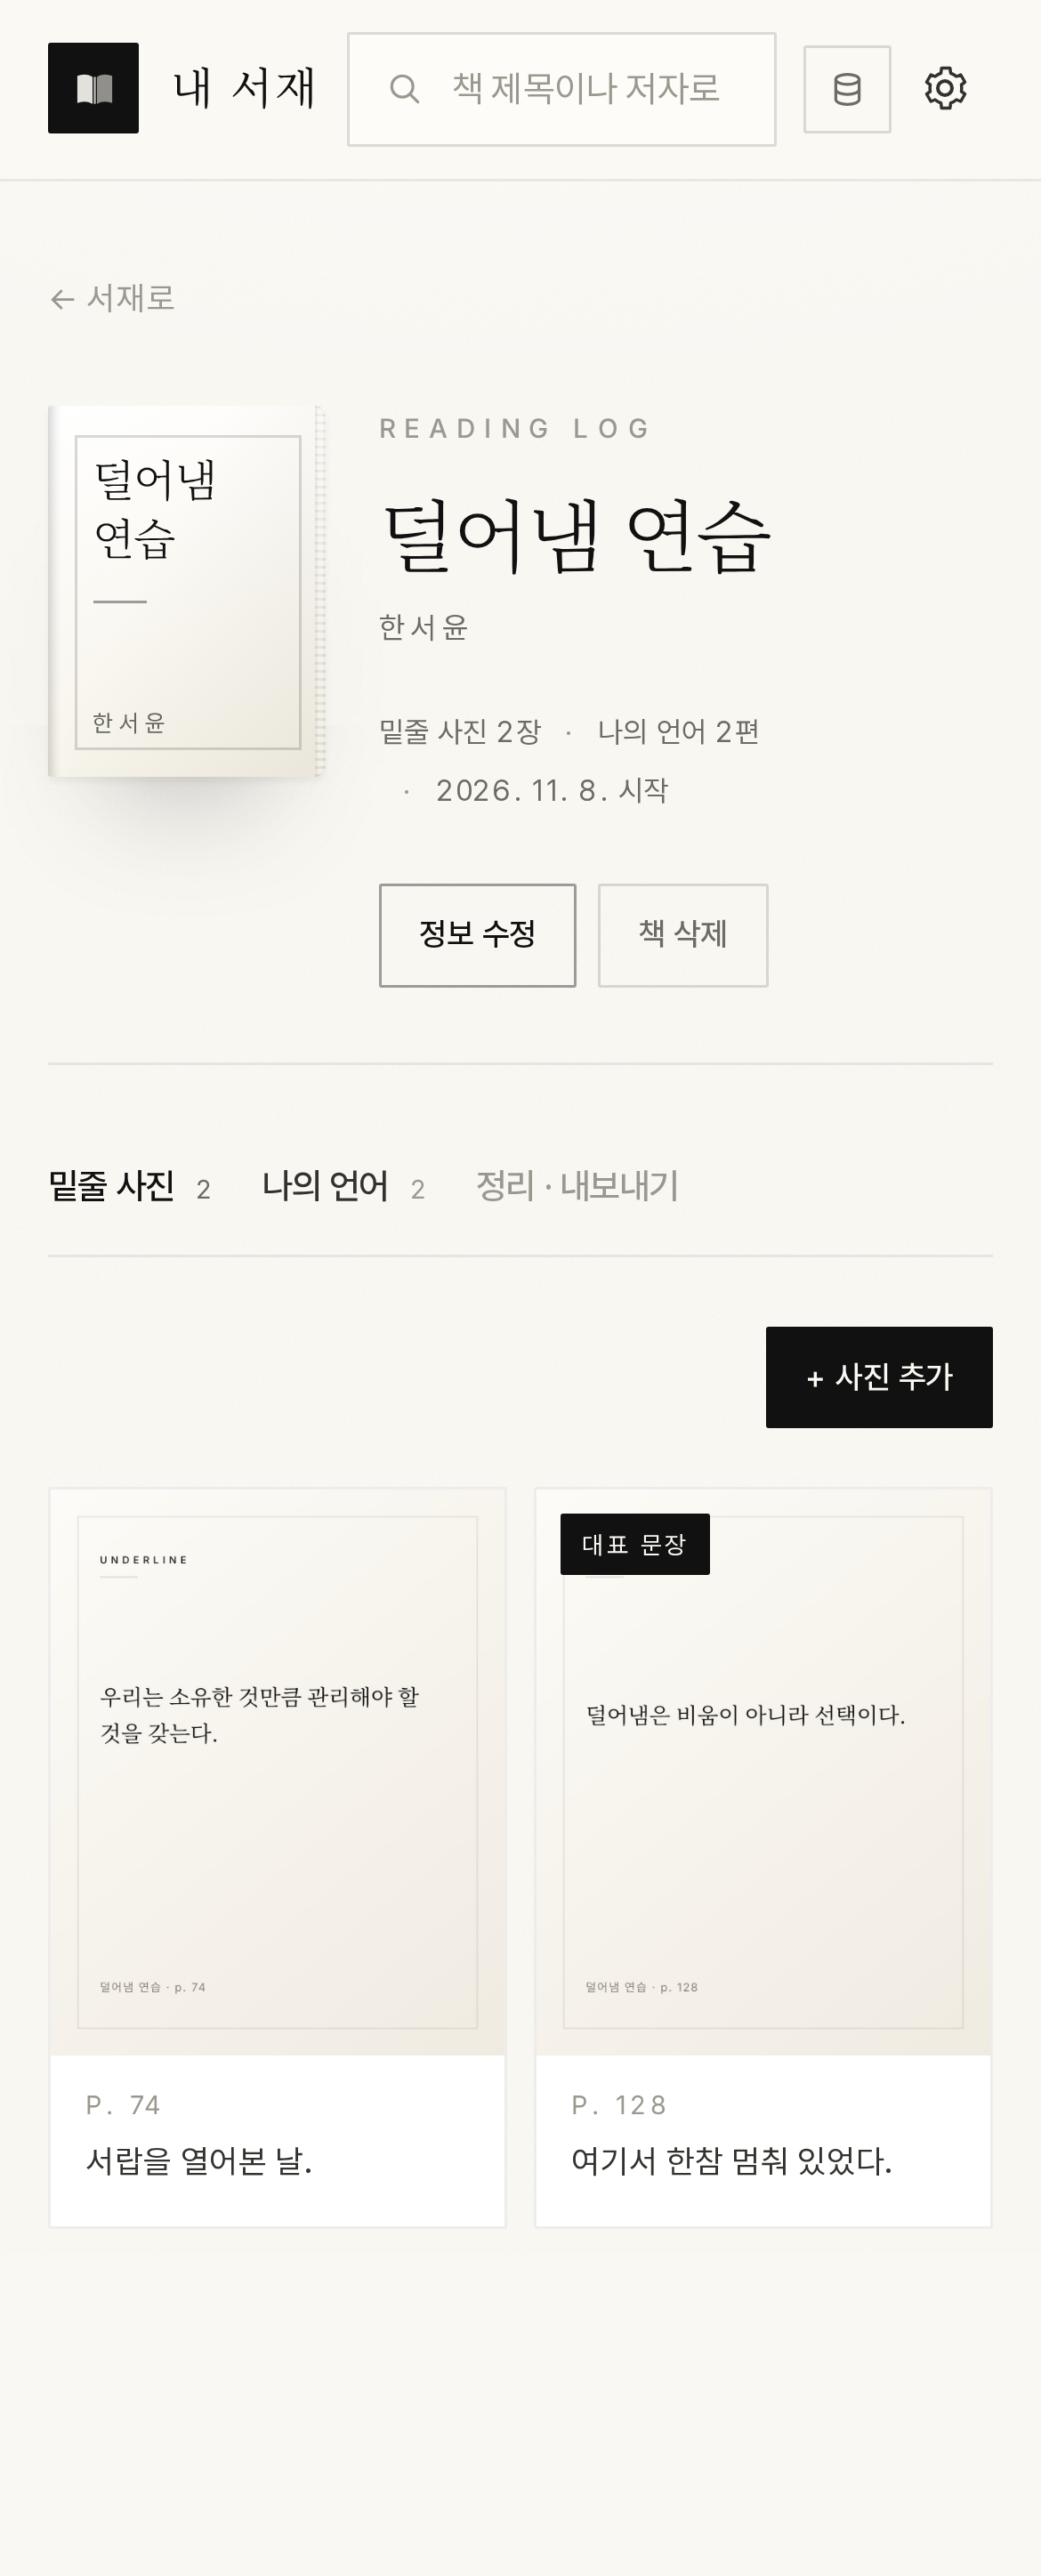 내 서재
책 제목이나 저자로
← 서재로
덜어냄
연습
한서윤
READING LOG
덜어냄 연습
한서윤
밑줄 사진 2장 · 나의 언어 2편
· 2026. 11. 8. 시작
정보 수정
책 삭제
밑줄 사진 2
나의 언어 2
정리 · 내보내기
+ 사진 추가
UNDERLINE
우리는 소유한 것만큼 관리해야 할
것을 갖는다.
덜어냄 연습 · p. 74
P. 74
서랍을 열어본 날.
대표 문장
덜어냄은 비움이 아니라 선택이다.
덜어냄 연습 · p. 128
P. 128
여기서 한참 멈춰 있었다.